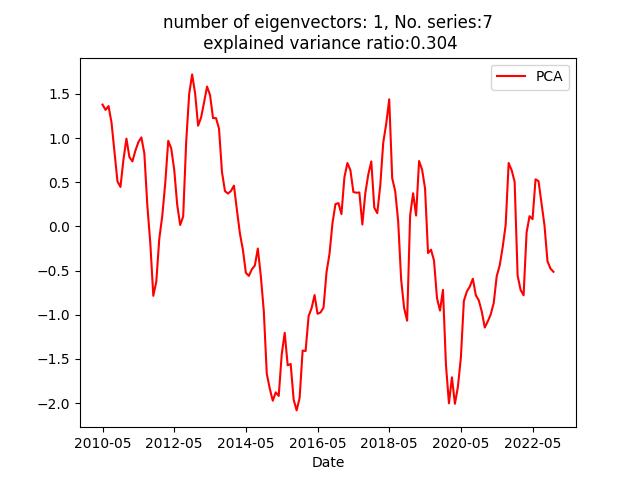 number of eigenvectors: 1, No. series:7
explained variance ratio:0.304
PCA
1.5
1.0
0.5
0.0
−0.5
−1.0
−1.5
−2.0
2010-05 2012-05 2014-05 2016-05 2018-05 2020-05 2022-05
Date